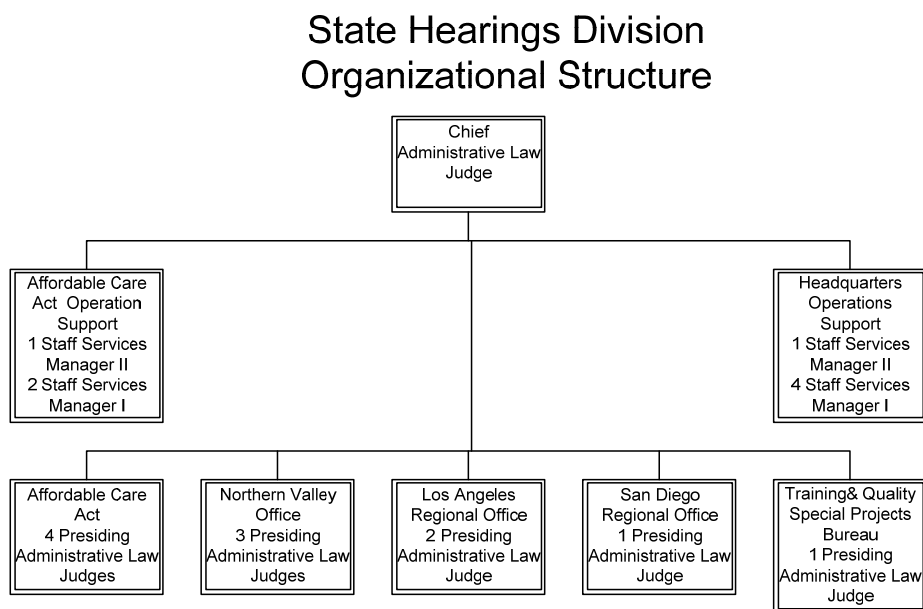 State Hearings Division
Organizational Structure
Chief
Administrative Law
Judge
Affordable Care
Act Operation
Support
1 Staff Services
Manager II
2 Staff Services
Manager I
Headquarters
Operations
Support
1 Staff Services
Manager II
4 Staff Services
Manager I
Affordable Care
Act
4 Presiding
Administrative Law
Judges
Northern Valley
Office
3 Presiding
Administrative Law
Judges
Los Angeles
Regional Office
2 Presiding
Administrative Law
Judge
San Diego
Regional Office
1 Presiding
Administrative Law
Judge
Training& Quality
Special Projects
Bureau
1 Presiding
Administrative Law
Judge